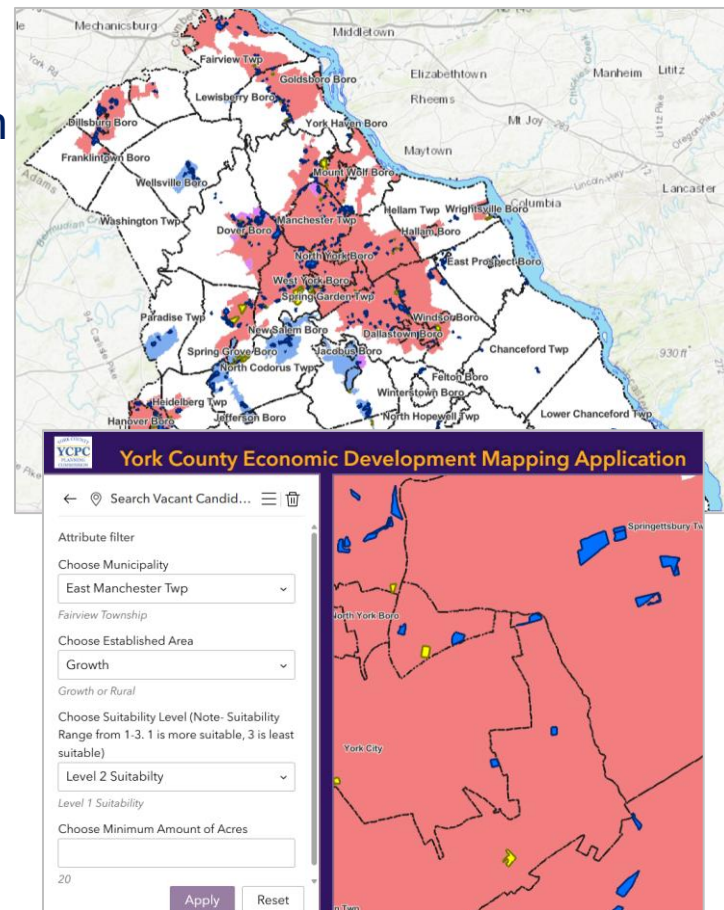 Mechanicsburg
Middletown
Fairview Twp
Goldsboro Boro
Elizabethtown
Manheim
Lititz
Lewisberry Boro
Rheems
York Rd
Dillsburg Boro
York Haven Boro
Mt Joy
Franklintown Boro
Maytown
Wellsville Boro
Mount Wolf Boro
Lancaster
Adams
Columbia
Washington Twp
Manchester Twp
Hellam Twp
Wrightsville Boro
Dover Boro
Hallam Boro
North York Boro
East Prospect Boro
West York Boro
Spring Garden Twp
Paradise Twp
Windsor Boro
New Salem Boro
Dallastown Boro
Spring Grove Boro
Jacobus Boro
Chanceford Twp
930 ft
North Codorus Twp
Felton Boro
Heidelberg Twp
Winterstown Boro
Hanover Boro
Jefferson Boro
North Hopewell Twp
Lower Chanceford Twp
YCPC
York County Economic Development Mapping Application
Search Vacant Candid...
Attribute filter
Choose Municipality
East Manchester Twp
Fairview Township
Choose Established Area
Growth
Growth or Rural
Choose Suitability Level (Note- Suitability
Range from 1-3. 1 is more suitable, 3 is least
suitable)
Level 2 Suitabilty
Level 1 Suitability
Choose Minimum Amount of Acres
20
Apply
Reset
Springettsbury Tw
North York Boro
York City